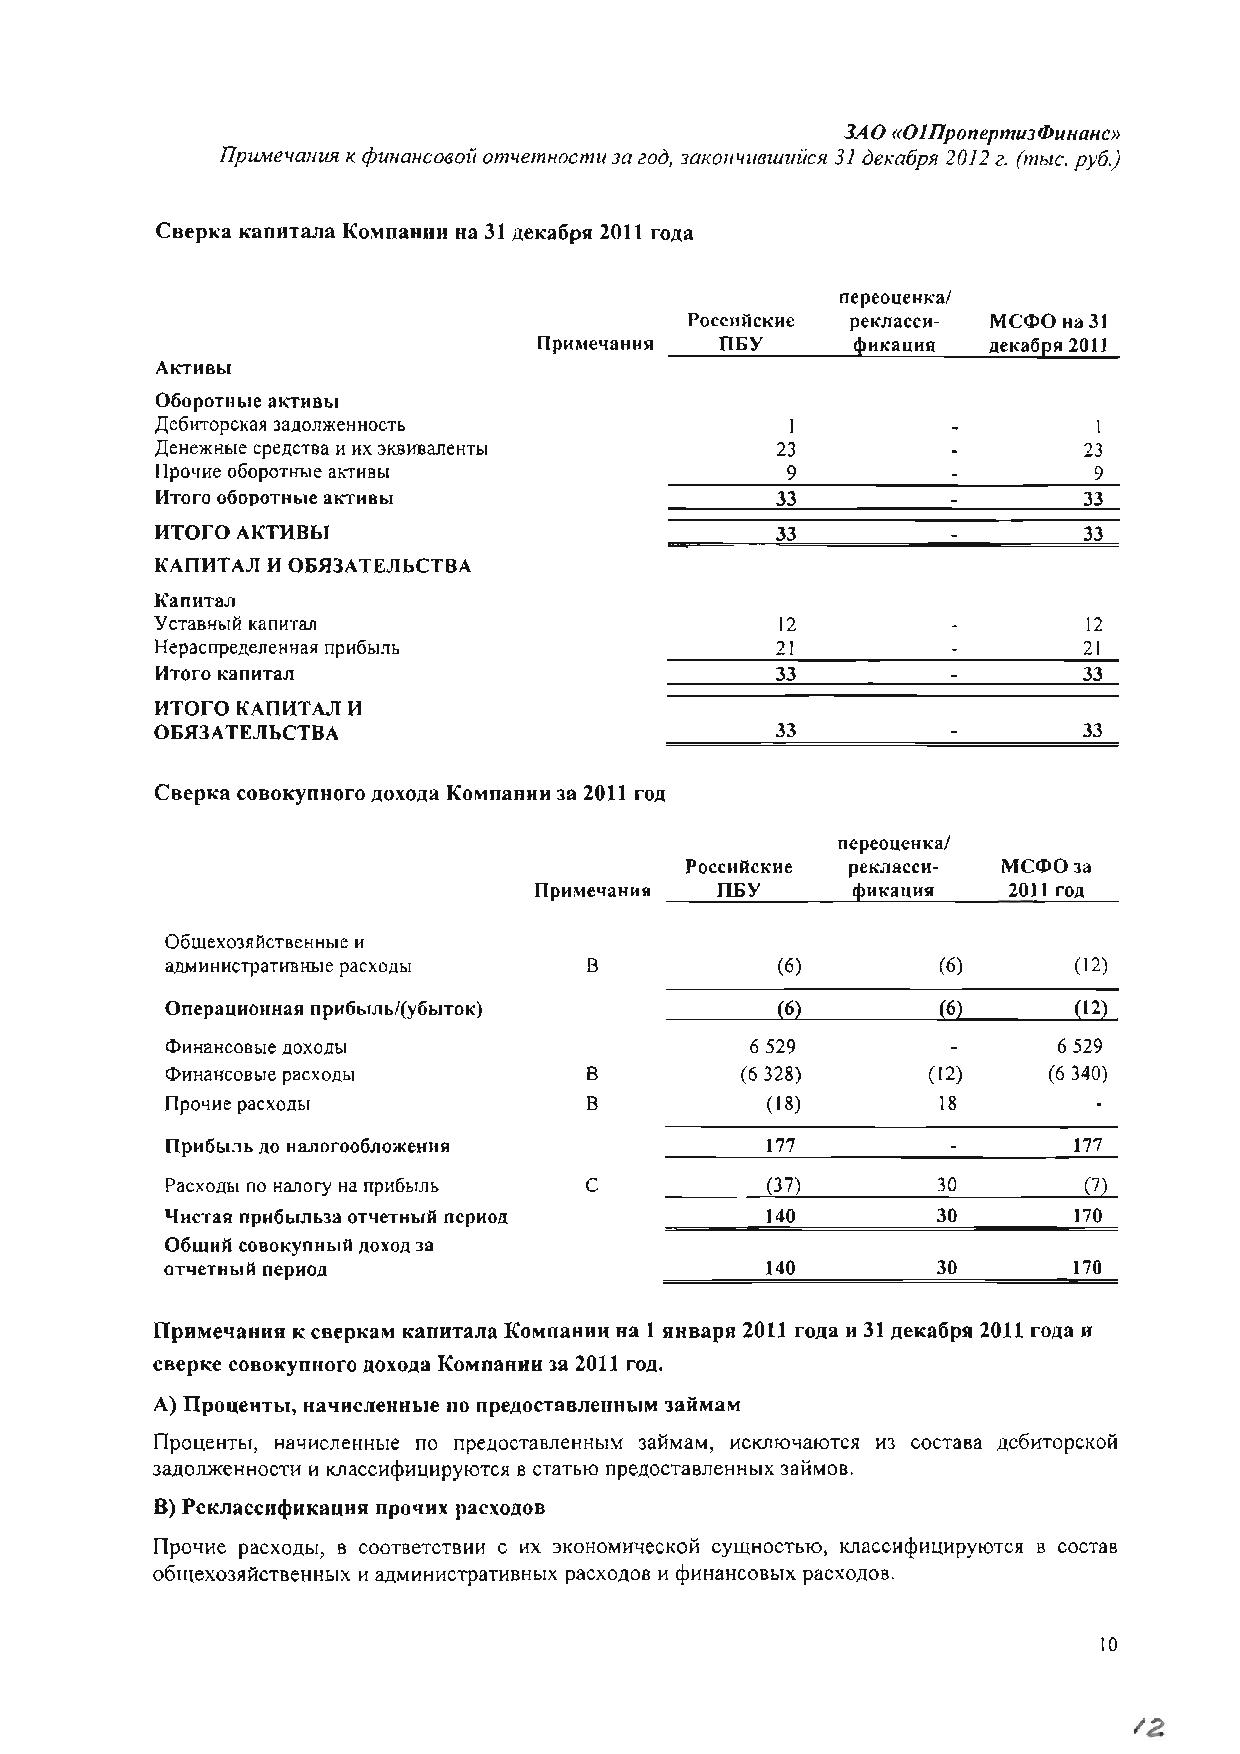 ЗАО «О1ПропертизФинанс»
Примечания к финансовой отчетности за год, закончившийся 31 декабря 2012 г. (тыс. руб.)
Сверка капитала Компании на 31 декабря 2011 года
переоценка/
Российские рекласси- МСФО на 31
Примечания ПБУ фикация декабря 2011
Активы
Оборотные активы
Дебиторская задолженность 1 - 1
Денежные средства и их эквиваленты 23 - 23
Прочие оборотные активы 9 - 9
Итого оборотные активы 33 - 33
ИТОГО АКТИВЫ 33 - 33
КАПИТАЛ И ОБЯЗАТЕЛЬСТВА
Капитал
Уставный капитал 12 - 12
Нераспределенная прибыль 21 - 21
Итого капитал 33 - 33
ИТОГО КАПИТАЛ И
ОБЯЗАТЕЛЬСТВА 33 - 33
Сверка совокупного дохода Компании за 2011 год
переоценка/
Российские рекласси- МСФО за
Примечания ПБУ фикация 2011 год
Общехозяйственные и
административные расходы В (6) (6) (12)
Операционная прибыль/(убыток) (6) (6) (12)
Финансовые доходы 6 529 - 6 529
Финансовые расходы В (6 328) (12) (6 340)
Прочие расходы В (18) 18 -
Прибыль до налогообложения 177 - 177
Расходы по налогу на прибыль С (37) 30 (7)
Чистая прибыльза отчетный период 140 30 170
Общий совокупный доход за
отчетный период 140 30 170
Примечания к сверкам капитала Компании на 1 января 2011 года и 31 декабря 2011 года и
сверке совокупного дохода Компании за 2011 год.
А) Проценты, начисленные по предоставленным займам
Проценты, начисленные по предоставленным займам, исключаются из состава дебиторской
задолженности и классифицируются в статью предоставленных займов.
В) Реклассификация прочих расходов
Прочие расходы, в соответствии с их экономической сущностью, классифицируются в состав
общехозяйственных и административных расходов и финансовых расходов.
10
12